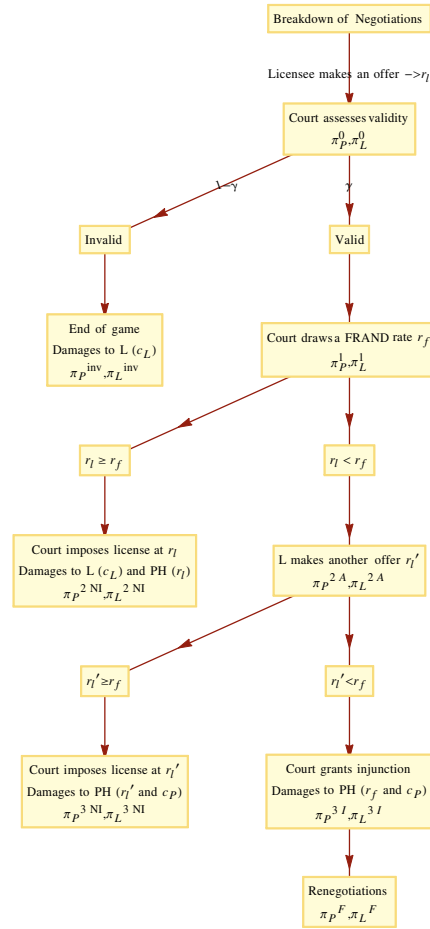 Breakdown of Negotiations
Licensee makes an offer ->r_l
Court assesses validity
π_P^0,π_L^0
1-γ
γ
Invalid
Valid
End of game
Damages to L (c_L)
π_P^inv,π_L^inv
Court draws a FRAND rate r_f
π_P^1,π_L^1
r_l ≥ r_f
r_l < r_f
Court imposes license at r_l
Damages to L (c_L) and PH (r_l)
π_P^2 NI,π_L^2 NI
L makes another offer r_l'
π_P^2 A,π_L^2 A
r_l'≥r_f
r_l'<r_f
Court imposes license at r_l'
Damages to PH (r_l' and c_P)
π_P^3 NI,π_L^3 NI
Court grants injunction
Damages to PH (r_f and c_P)
π_P^3 I,π_L^3 I
Renegotiations
π_P^F,π_L^F